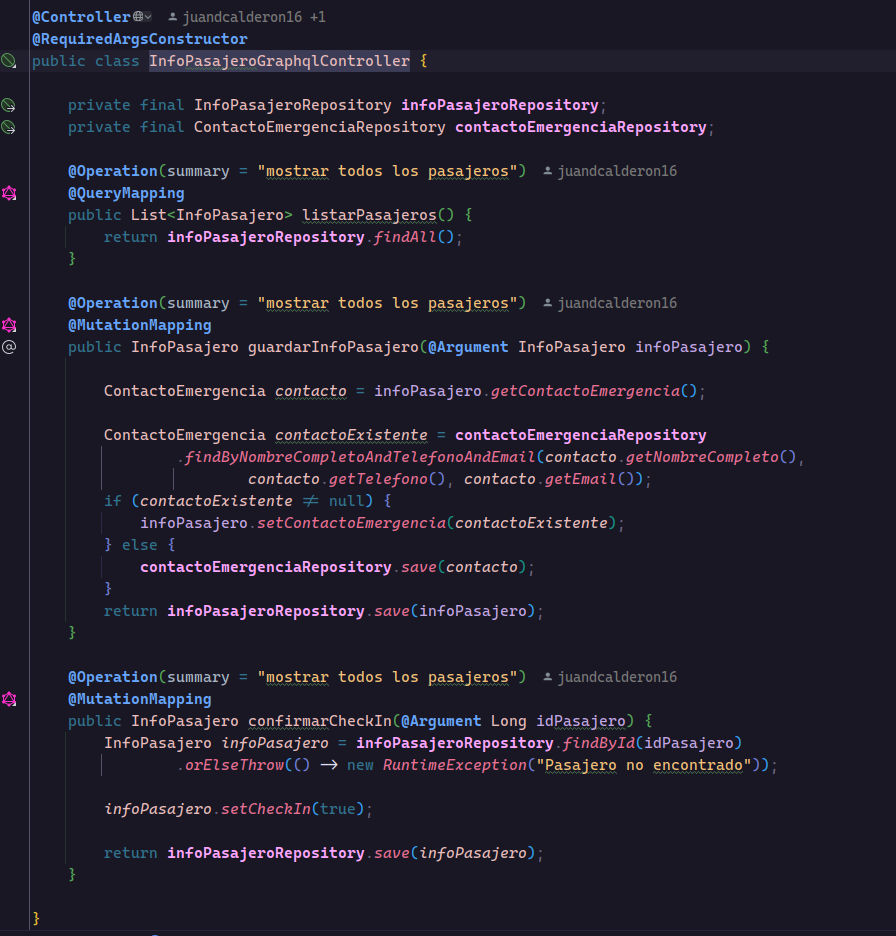 @Controller juandcalderon16 +1
@RequiredArgsConstructor
public class InfoPasajeroGraphqlController {
private final InfoPasajeroRepository infoPasajeroRepository;
private final ContactoEmergenciaRepository contactoEmergenciaRepository;
@Operation(summary = "mostrar todos los pasajeros") juandcalderon16
@QueryMapping
public List<InfoPasajero> listarPasajeros() {
return infoPasajeroRepository.findAll();
}
@Operation(summary = "mostrar todos los pasajeros") juandcalderon16
@MutationMapping
public InfoPasajero guardarInfoPasajero(@Argument InfoPasajero infoPasajero) {
ContactoEmergencia contacto = infoPasajero.getContactoEmergencia();
ContactoEmergencia contactoExistente = contactoEmergenciaRepository
.findByNombreCompletoAndTelefonoAndEmail(contacto.getNombreCompleto(),
contacto.getTelefono(), contacto.getEmail());
if (contactoExistente ≠ null) {
infoPasajero.setContactoEmergencia(contactoExistente);
} else {
contactoEmergenciaRepository.save(contacto);
}
return infoPasajeroRepository.save(infoPasajero);
}
@Operation(summary = "mostrar todos los pasajeros") juandcalderon16
@MutationMapping
public InfoPasajero confirmarCheckIn(@Argument Long idPasajero) {
InfoPasajero infoPasajero = infoPasajeroRepository.findById(idPasajero)
.orElseThrow(() → new RuntimeException("Pasajero no encontrado"));
infoPasajero.setCheckIn(true);
return infoPasajeroRepository.save(infoPasajero);
}
}